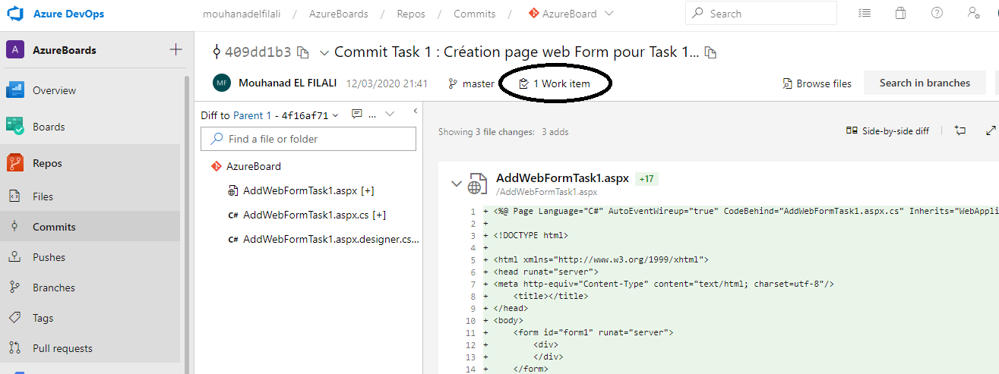 Azure DevOps mouhanadelfilali / AzureBoards / Repos / Commits / AzureBoard Search
A AzureBoards
409dd1b3 Commit Task 1 : Création page web Form pour Task 1...
MF Mouhanad EL FILALI 12/03/2020 21:41 master 1 Work item Browse files Search in branches
Overview
Boards
Repos
Files
Commits
Pushes
Branches
Tags
Pull requests
Diff to Parent 1 - 4f16af71 ...
Find a file or folder
AzureBoard
AddWebFormTask1.aspx [+]
C# AddWebFormTask1.aspx.cs [+]
C# AddWebFormTask1.aspx.designer.cs...
Showing 3 file changes: 3 adds Side-by-side diff
AddWebFormTask1.aspx +17
/AddWebFormTask1.aspx
1 + <%@ Page Language="C#" AutoEventWireup="true" CodeBehind="AddWebFormTask1.aspx.cs" Inherits="WebAppli
2 +
3 + <!DOCTYPE html>
4 +
5 + <html xmlns="http://www.w3.org/1999/xhtml">
6 + <head runat="server">
7 + <meta http-equiv="Content-Type" content="text/html; charset=utf-8"/>
8 + <title></title>
9 + </head>
10 + <body>
11 + <form id="form1" runat="server">
12 + <div>
13 + </div>
14 + </form>